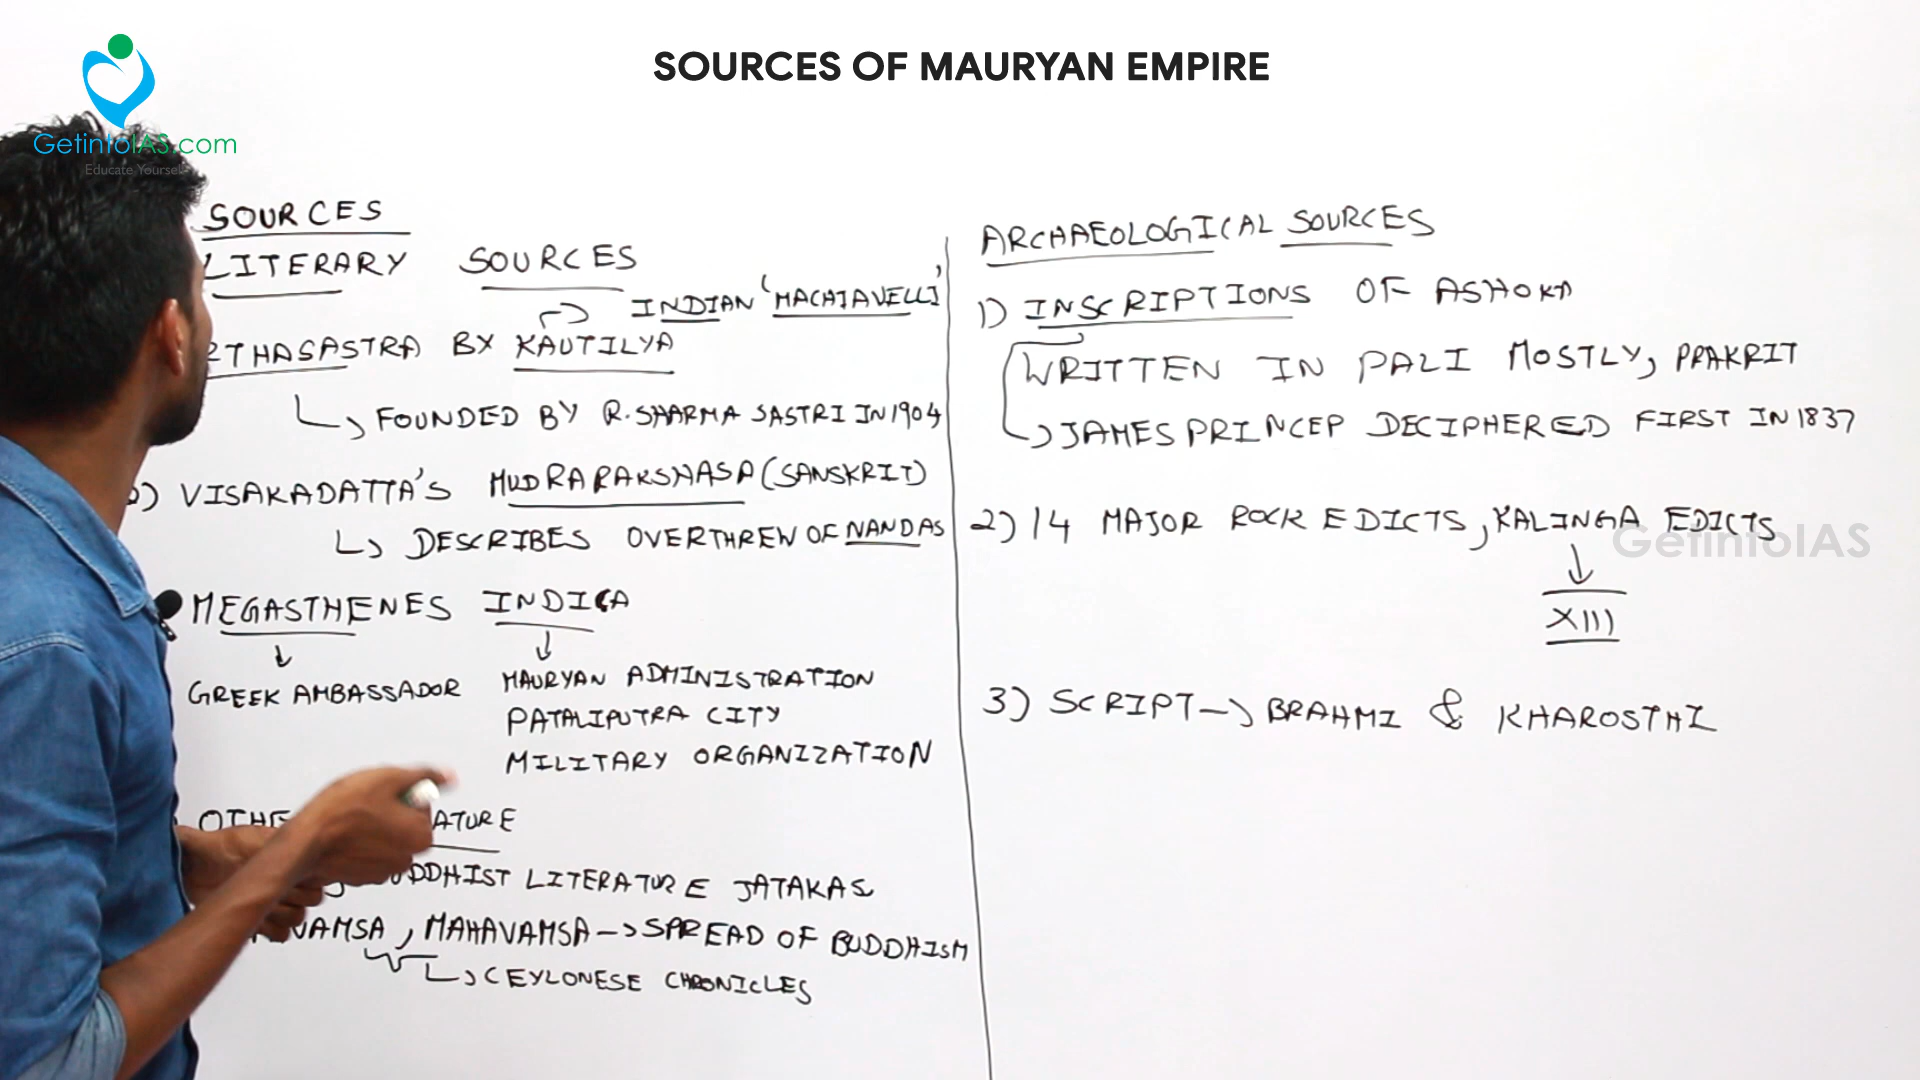 SOURCES OF MAURYAN EMPIRE
GetintoIAS.com
Educate Yourself
SOURCES
LITERARY SOURCES
INDIAN 'MACHIAVELLI'
RTHASASTRA BY KAUTILYA
FOUNDED BY R. SHARMA SASTRI IN 1904
) VISAKADATTA'S MUDRARAKSHASA (SANSKRIT)
DESCRIBES OVERTHREW OF NANDAS
MEGASTHENES INDICA
GREEK AMBASSADOR
MAURYAN ADMINISTRATION
PATALIPUTRA CITY
MILITARY ORGANIZATION
OTHE ATURE
UDDHIST LITERATURE JATAKAS
VAMSA, MAHAVAMSA → SPREAD OF BUDDHISM
CEYLONESE CHRONICLES
ARCHAEOLOGICAL SOURCES
1) INSCRIPTIONS OF ASHOKA
WRITTEN IN PALI MOSTLY, PRAKRIT
JAMES PRINCEP DECIPHERED FIRST IN 1837
2) 14 MAJOR ROCK EDICTS, KALINGA EDICTS
GetintoIAS
XIII
3) SCRIPT → BRAHMI & KHAROSTHI